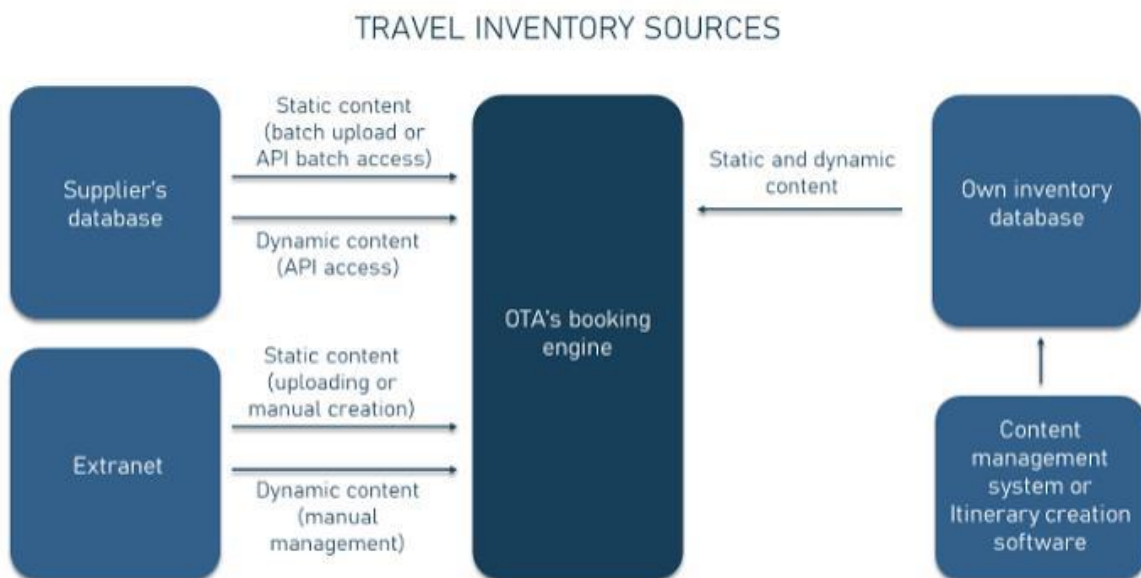 TRAVEL INVENTORY SOURCES
Supplier's
database
Static content
(batch upload or
API batch access)
Dynamic content
(API access)
Extranet
Static content
(uploading or
manual creation)
Dynamic content
(manual
management)
OTA's booking
engine
Static and dynamic
content
Own inventory
database
Content
management
system or
Itinerary creation
software